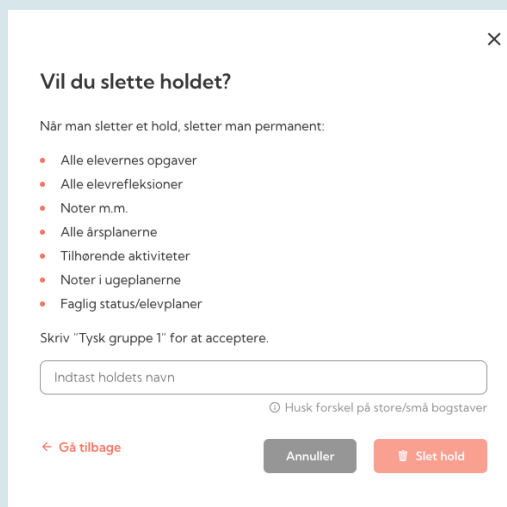 Vil du slette holdet?
Når man sletter et hold, sletter man permanent:
Alle elevernes opgaver
Alle elevrefleksioner
Noter m.m.
Alle årsplanerne
Tilhørende aktiviteter
Noter i ugeplanerne
Faglig status/elevplaner
Skriv ”Tysk gruppe 1” for at acceptere.
Indtast holdets navn
Husk forskel på store/små bogstaver
Gå tilbage
Annuller
Slet hold